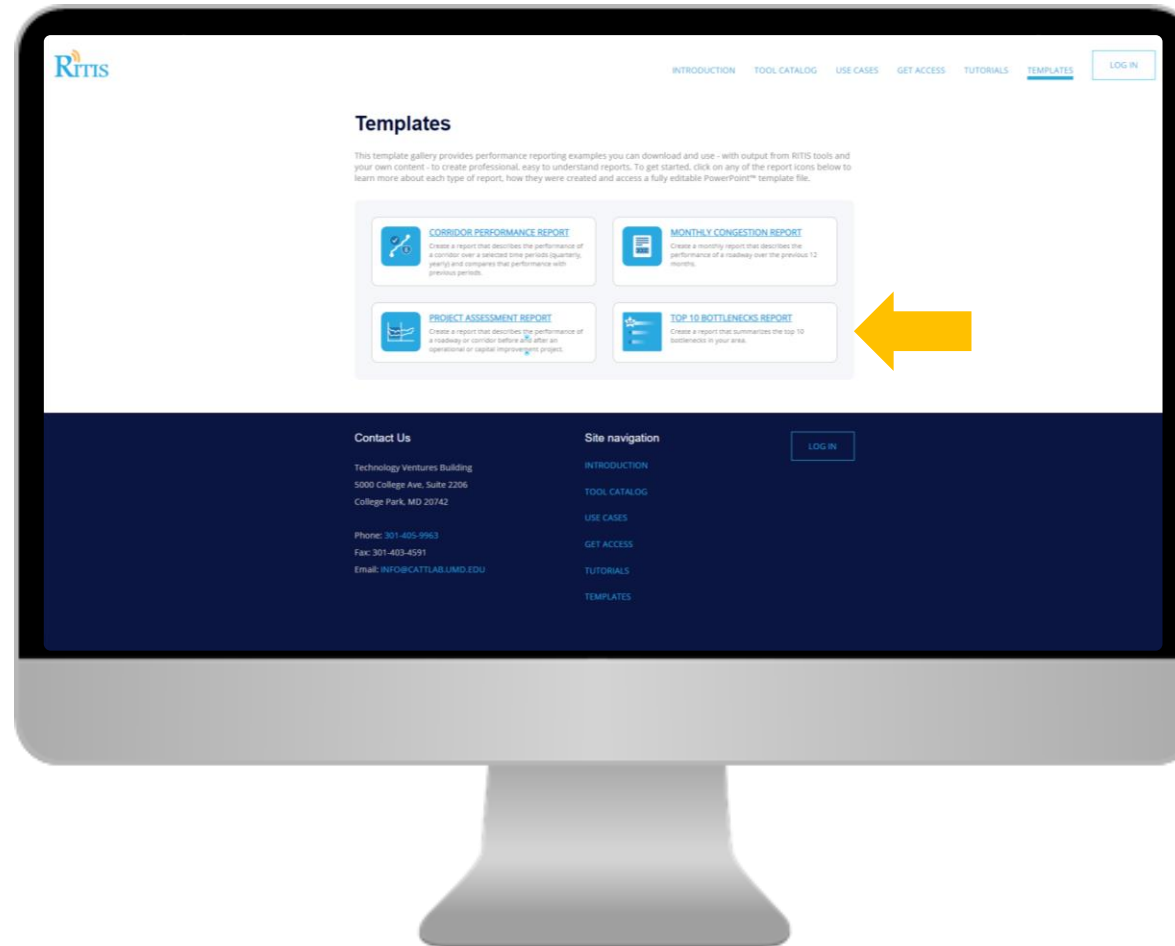 RITIS
INTRODUCTION TOOL CATALOG USE CASES GET ACCESS TUTORIALS TEMPLATES LOG IN
Templates
This template gallery provides performance reporting examples you can download and use - with output from RITIS tools and
your own content - to create professional, easy to understand reports. To get started, click on any of the report icons below to
learn more about each type of report, how they were created and access a fully editable PowerPoint™ template file.
CORRIDOR PERFORMANCE REPORT
Create a report that describes the performance of
a corridor over a selected time periods (quarterly,
yearly) and compares that performance with
previous periods.
MONTHLY CONGESTION REPORT
Create a monthly report that describes the
performance of a roadway over the previous 12
months.
PROJECT ASSESSMENT REPORT
Create a report that describes the performance of
a roadway or corridor before and after an
operational or capital improvement project.
TOP 10 BOTTLENECKS REPORT
Create a report that summarizes the top 10
bottlenecks in your area.
Contact Us
Technology Ventures Building
5000 College Ave, Suite 2206
College Park, MD 20742
Phone: 301-405-9963
Fax: 301-403-4591
Email: INFO@CATTLAB.UMD.EDU
Site navigation
INTRODUCTION
TOOL CATALOG
USE CASES
GET ACCESS
TUTORIALS
TEMPLATES
LOG IN